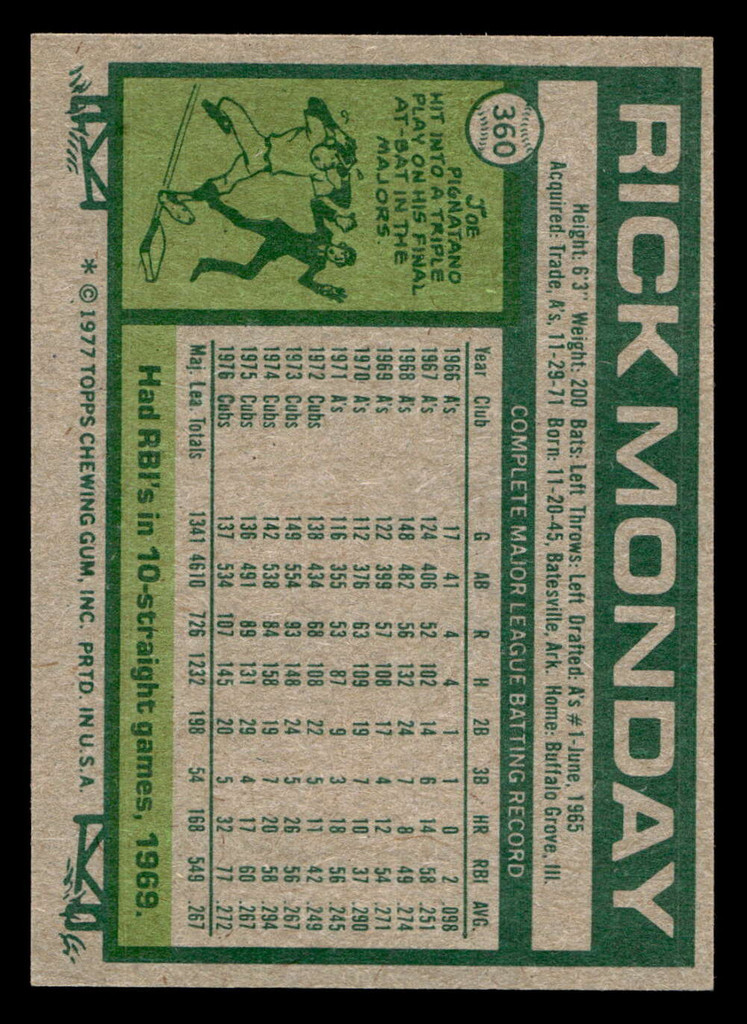 RICK MONDAY
360
Height: 6'3" Weight: 200 Bats: Left Throws: Left Drafted: A's #1-June, 1965
Acquired: Trade, A's, 11-29-71 Born: 11-20-45, Batesville, Ark. Home: Buffalo Grove, Ill.
JOE
PIGNATANO
HIT INTO A TRIPLE
PLAY ON HIS FINAL
AT-BAT IN THE
MAJORS.
COMPLETE MAJOR LEAGUE BATTING RECORD
Year Club G AB R H 2B 3B HR RBI AVG.
1966 A's 17 41 4 4 1 1 0 2 .098
1967 A's 124 406 52 102 14 6 14 58 .251
1968 A's 148 482 56 132 24 7 8 49 .274
1969 A's 122 399 57 108 17 4 12 54 .271
1970 A's 112 376 63 109 19 7 10 37 .290
1971 A's 116 355 53 87 9 3 18 56 .245
1972 Cubs 138 434 68 108 22 5 11 42 .249
1973 Cubs 149 554 93 148 24 5 26 56 .267
1974 Cubs 142 538 84 158 19 7 20 58 .294
1975 Cubs 136 491 89 131 29 4 17 60 .267
1976 Cubs 137 534 107 145 20 5 32 77 .272
Maj. Lea. Totals 1341 4610 726 1232 198 54 168 549 .267
Had RBI's in 10-straight games, 1969.
* © 1977 TOPPS CHEWING GUM, INC. PRTD. IN U.S.A.